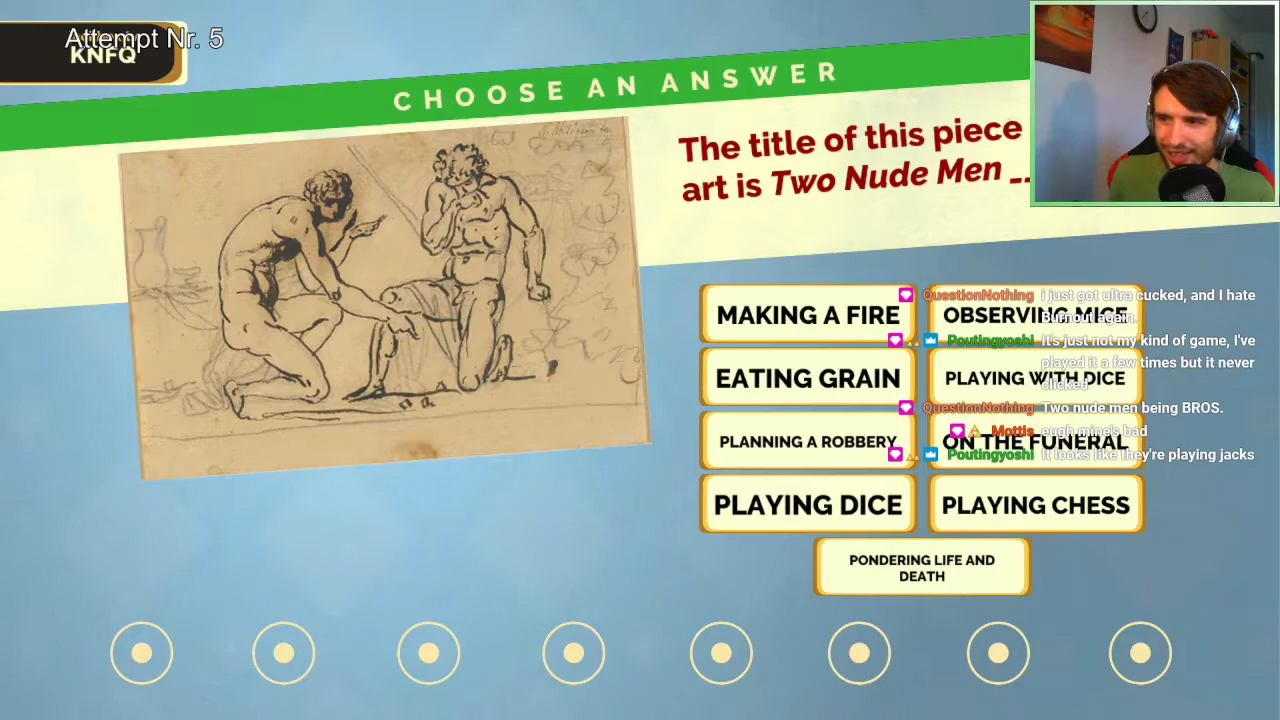 Attempt Nr. 5
KNFQ
CHOOSE AN ANSWER
The title of this piece
art is Two Nude Men _
MAKING A FIRE
OBSERVING MICE
EATING GRAIN
PLAYING WITH DICE
PLANNING A ROBBERY
ON THE FUNERAL
PLAYING DICE
PLAYING CHESS
PONDERING LIFE AND
DEATH
QuestionNothing i just got ultra cucked, and I hate
Burnout again.
Poutingyoshi It's just not my kind of game, I've
played it a few times but it never
clicked
QuestionNothing Two nude men being BROS.
Mottis eugh mine's bad
Poutingyoshi It looks like they're playing jacks